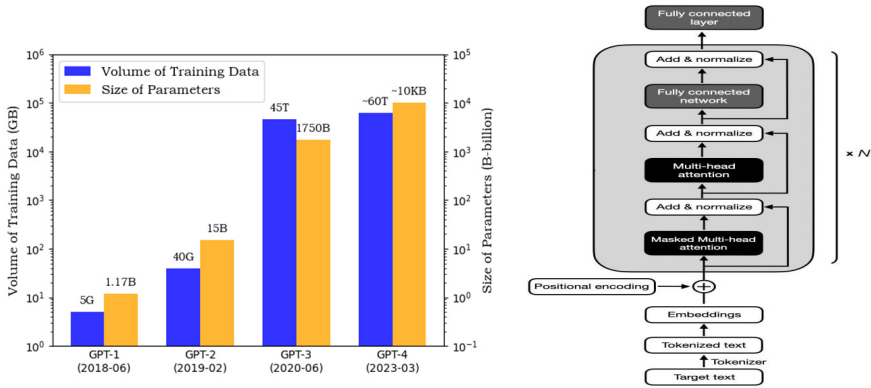 Volume of Training Data (GB)
10^6
10^5
10^4
10^3
10^2
10^1
10^0
Volume of Training Data
Size of Parameters
5G
1.17B
40G
15B
45T
1750B
~60T
~10KB
GPT-1
(2018-06)
GPT-2
(2019-02)
GPT-3
(2020-06)
GPT-4
(2023-03)
10^5
10^4
10^3
10^2
10^1
10^0
10^-1
Size of Parameters (B-billion)
Fully connected
layer
Add & normalize
Fully connected
network
Add & normalize
Multi-head
attention
Add & normalize
Masked Multi-head
attention
× N
Positional encoding
+
Embeddings
Tokenized text
Tokenizer
Target text